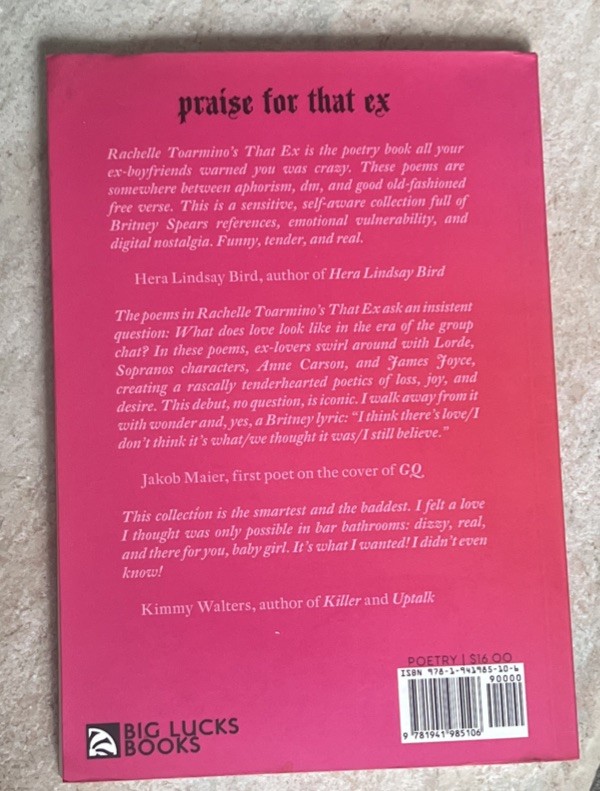 praise for that ex
Rachelle Toarmino's That Ex is the poetry book all your
ex-boyfriends warned you was crazy. These poems are
somewhere between aphorism, dm, and good old-fashioned
free verse. This is a sensitive, self-aware collection full of
Britney Spears references, emotional vulnerability, and
digital nostalgia. Funny, tender, and real.
Hera Lindsay Bird, author of Hera Lindsay Bird
The poems in Rachelle Toarmino's That Ex ask an insistent
question: What does love look like in the era of the group
chat? In these poems, ex-lovers swirl around with Lorde,
Sopranos characters, Anne Carson, and James Joyce,
creating a rascally tenderhearted poetics of loss, joy, and
desire. This debut, no question, is iconic. I walk away from it
with wonder and, yes, a Britney lyric: “I think there's love/I
don't think it's what/we thought it was/I still believe.”
Jakob Maier, first poet on the cover of GQ
This collection is the smartest and the baddest. I felt a love
I thought was only possible in bar bathrooms: dizzy, real,
and there for you, baby girl. It's what I wanted! I didn't even
know!
Kimmy Walters, author of Killer and Uptalk
POETRY | $16.00
ISBN 978-1-941985-10-6
90000
9 781941 985106
BIG LUCKS
BOOKS